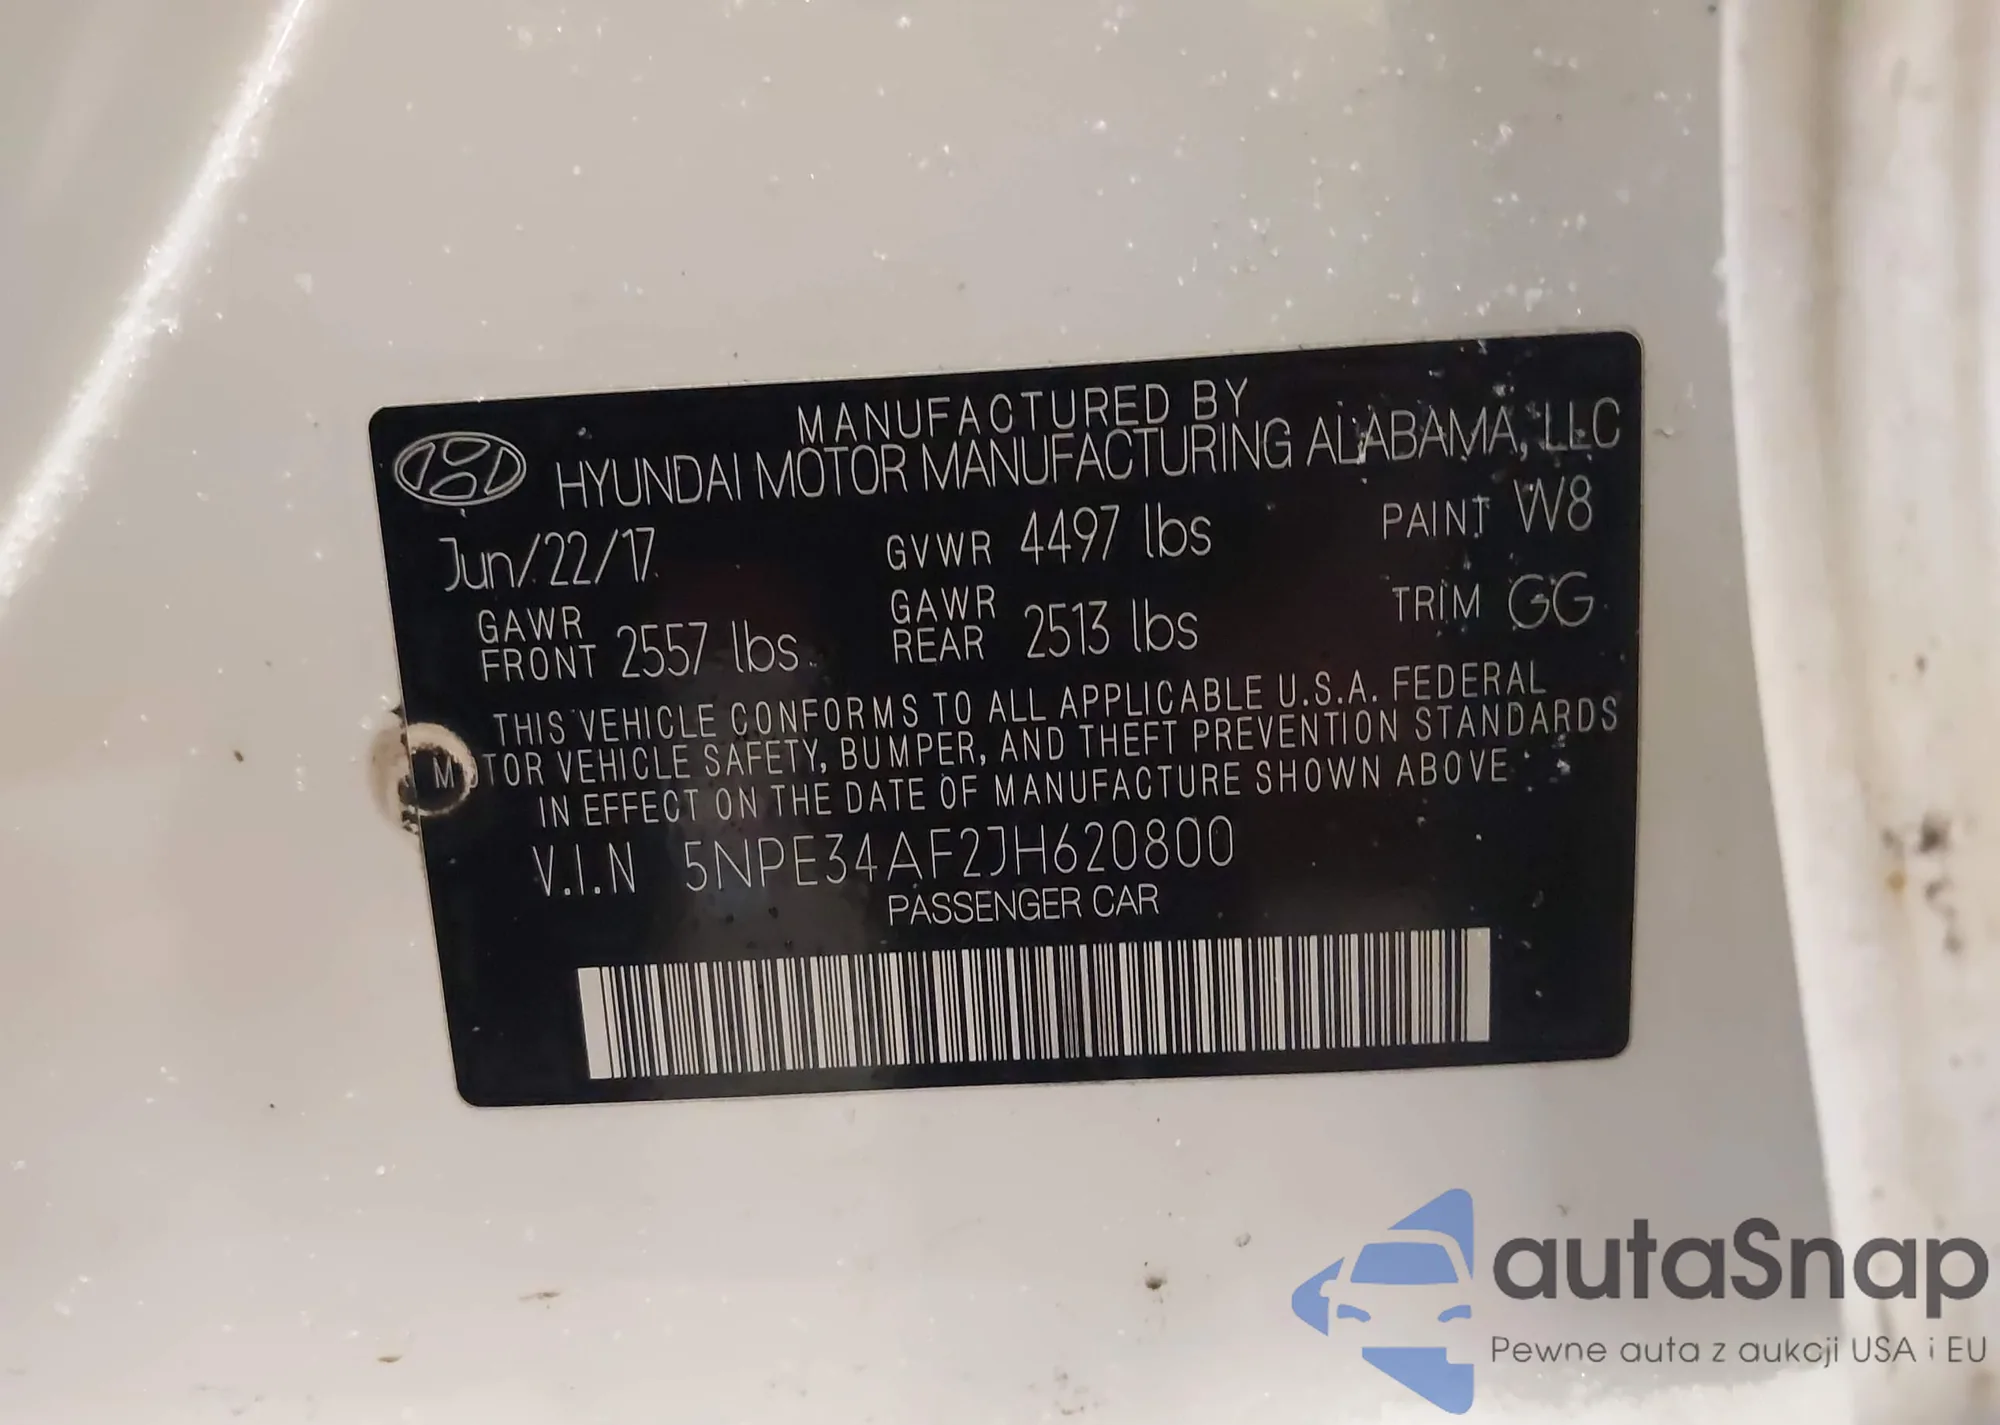 MANUFACTURED BY
HYUNDAI MOTOR MANUFACTURING ALABAMA, LLC
Jun/22/17 GVWR 4497 lbs PAINT W8
GAWR FRONT 2557 lbs GAWR REAR 2513 lbs TRIM GG
THIS VEHICLE CONFORMS TO ALL APPLICABLE U.S.A. FEDERAL
MOTOR VEHICLE SAFETY, BUMPER, AND THEFT PREVENTION STANDARDS
IN EFFECT ON THE DATE OF MANUFACTURE SHOWN ABOVE
V.I.N 5NPE34AF2JH620800
PASSENGER CAR
autaSnap
Pewne auta z aukcji USA i EU